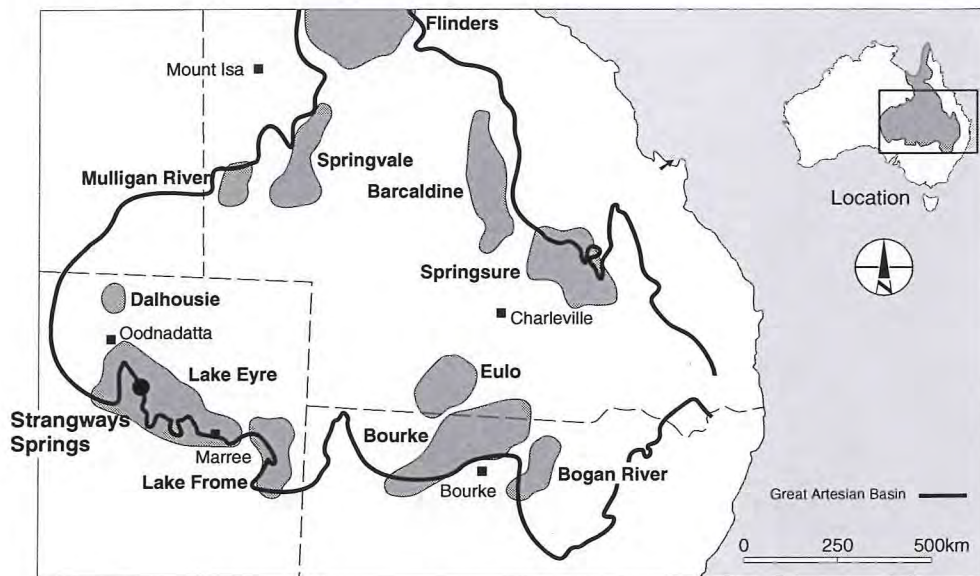 Flinders
Mount Isa
Springvale
Mulligan River
Barcaldine
Location
Springsure
Dalhousie
Charleville
Oodnadatta
Lake Eyre
Eulo
Strangways
Springs
Bourke
Marree
Lake Frome
Bourke
Bogan River
Great Artesian Basin
0 250 500km